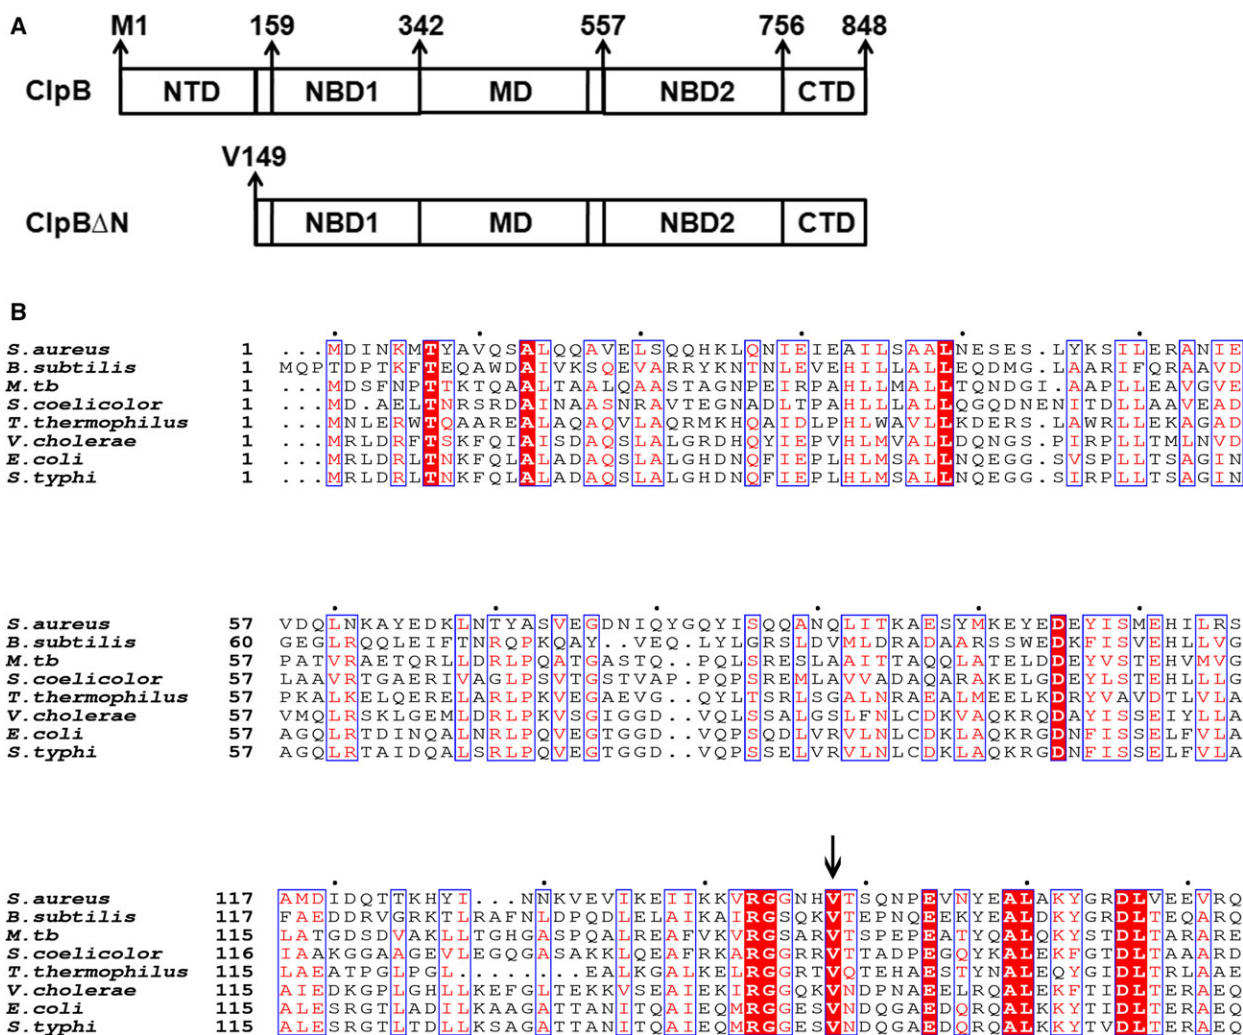 A
M1 159 342 557 756 848
ClpB NTD NBD1 MD NBD2 CTD
V149
ClpBΔN NBD1 MD NBD2 CTD
B
S.aureus 1 ...MDINKMTYAVQSALQQAVELSQQHKLQNIEIEAILSAALNESES.LYKSILERANIE
B.subtilis 1 MQPTDPTKFTEQAWDAIVKSQEVARRYKNTNLEVEHILLALLEQDMG.LAARIFQRAAVD
M.tb 1 ...MDSFNPTTKTQAALTAALQAASTAGNPEIRPAHLLMALLTQNDGI.AAPLLEAVGVE
S.coelicolor 1 ...MD.AELTNRSRDAINAASNRAVTEGNADLTPAHLLLALLQGQDNENITDLLAAVEAD
T.thermophilus 1 ...MNLERWTQAAREALAQAQVLAQRMKHQAIDLPHLWAVLLKDERS.LAWRLLEKAGAD
V.cholerae 1 ...MRLDRFTSKFQIAISDAQSLALGRDHQYIEPVHLMVALLDQNGS.PIRPLLTMLNVD
E.coli 1 ...MRLDRLTNKFQLALADAQSLALGHDNQFIEPLHLMSALLNQEGG.SVSPLLTSAGIN
S.typhi 1 ...MRLDRLTNKFQLALADAQSLALGHDNQFIEPLHLMSALLNQEGG.SIRPLLTSAGIN
S.aureus 57 VDQLNKAYEDKLNTYASVEGDNIQYGQYISQQANQLITKAESYMKEYEDEYISMEHILRS
B.subtilis 60 GEGLRQQLEIFTNRQPKQAY..VEQ.LYLGRSLDVMLDRADAARSSWEDKFISVEHLLVG
M.tb 57 PATVRAETQRLLDRLPQATGASTQ..PQLSRESLAAITTAQQLATELDDEYVSTEHVMVG
S.coelicolor 57 LAAVRTGAERIVAGLPSVTGSTVAP.PQPSREMLAVVADAQARAKELGDEYLSTEHLLLG
T.thermophilus 57 PKALKELQERELARLPKVEGAEVG..QYLTSRLSGALNRAEALMEELKDRYVAVDTLVLA
V.cholerae 57 VMQLRSKLGEMLDRLPKVSGIGGD..VQLSSALGSLFNLCDKVAQKRQDAYISSEIYLLA
E.coli 57 AGQLRTDINQALNRLPQVEGTGGD..VQPSQDLVRVLNLCDKLAQKRGDNFISSELFVLA
S.typhi 57 AGQLRTAIDQALSRLPQVEGTGGD..VQPSSELVRVLNLCDKLAQKRGDNFISSELFVLA
S.aureus 117 AMDIDQTTKHYI...NNKVEVIKEIIKKVRGGNHVTSQNPEVNYEALAKYGRDLVEEVRQ
B.subtilis 117 FAEDDRVGRKTLRAFNLDPQDLELAIKAIRGSQKVTEPNQEEKYEALDKYGRDLTEQARQ
M.tb 115 LATGDSDVAKLLTGHGASPQALREAFVKVRGSARVTSPEPEATYQALQKYSTDLTARARE
S.coelicolor 116 IAAKGGAAGEVLEGQGASAKKLQEAFRKARGGRRVTTADPEGQYKALEKFGTDLTAAARD
T.thermophilus 115 LAEATPGLPGL.........EALKGALKELRGGRTVQTEHAESTYNALEQYGIDLTRLAAE
V.cholerae 115 AIEDKGPLGHLLKEFGLTEKKVSEAIEKIRGGQKVNDPNAEELRQALEKFTIDLTERAEQ
E.coli 115 ALESRGTLADILKAAGATTANITQAIEQMRGGESVNDQGAEDQRQALKKYTIDLTERAEQ
S.typhi 115 ALESRGTLTDLLKSAGATTANITQAIEKMRGGESVNDQGAEDQRQALKKYTVDLTERAEQ